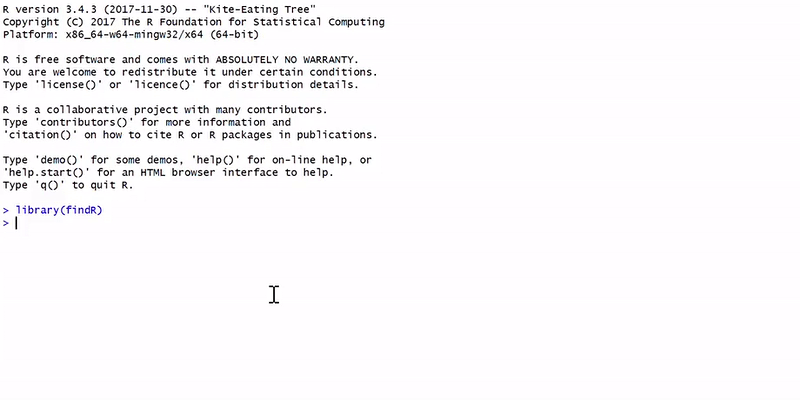 R version 3.4.3 (2017-11-30) -- "Kite-Eating Tree"
Copyright (C) 2017 The R Foundation for Statistical Computing
Platform: x86_64-w64-mingw32/x64 (64-bit)
R is free software and comes with ABSOLUTELY NO WARRANTY.
You are welcome to redistribute it under certain conditions.
Type 'license()' or 'licence()' for distribution details.
R is a collaborative project with many contributors.
Type 'contributors()' for more information and
'citation()' on how to cite R or R packages in publications.
Type 'demo()' for some demos, 'help()' for on-line help, or
'help.start()' for an HTML browser interface to help.
Type 'q()' to quit R.
> library(findR)
>